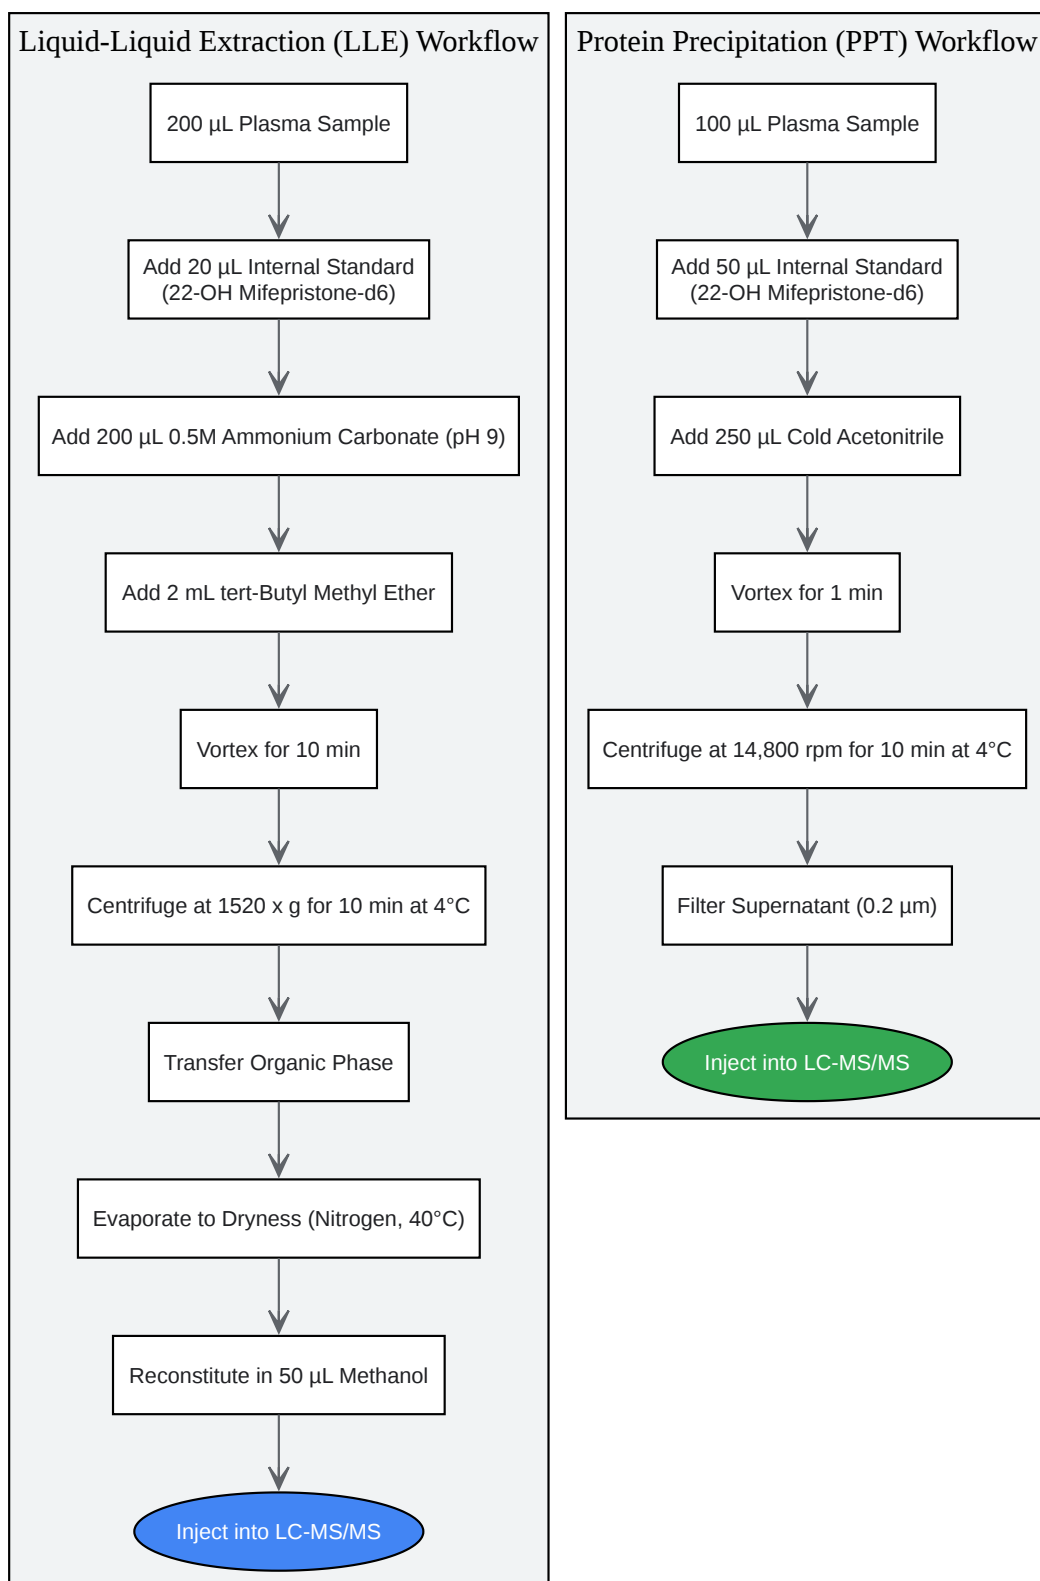 Liquid-Liquid Extraction (LLE) Workflow
200 µL Plasma Sample
Add 20 µL Internal Standard
(22-OH Mifepristone-d6)
Add 200 µL 0.5M Ammonium Carbonate (pH 9)
Add 2 mL tert-Butyl Methyl Ether
Vortex for 10 min
Centrifuge at 1520 x g for 10 min at 4°C
Transfer Organic Phase
Evaporate to Dryness (Nitrogen, 40°C)
Reconstitute in 50 µL Methanol
Inject into LC-MS/MS
Protein Precipitation (PPT) Workflow
100 µL Plasma Sample
Add 50 µL Internal Standard
(22-OH Mifepristone-d6)
Add 250 µL Cold Acetonitrile
Vortex for 1 min
Centrifuge at 14,800 rpm for 10 min at 4°C
Filter Supernatant (0.2 µm)
Inject into LC-MS/MS